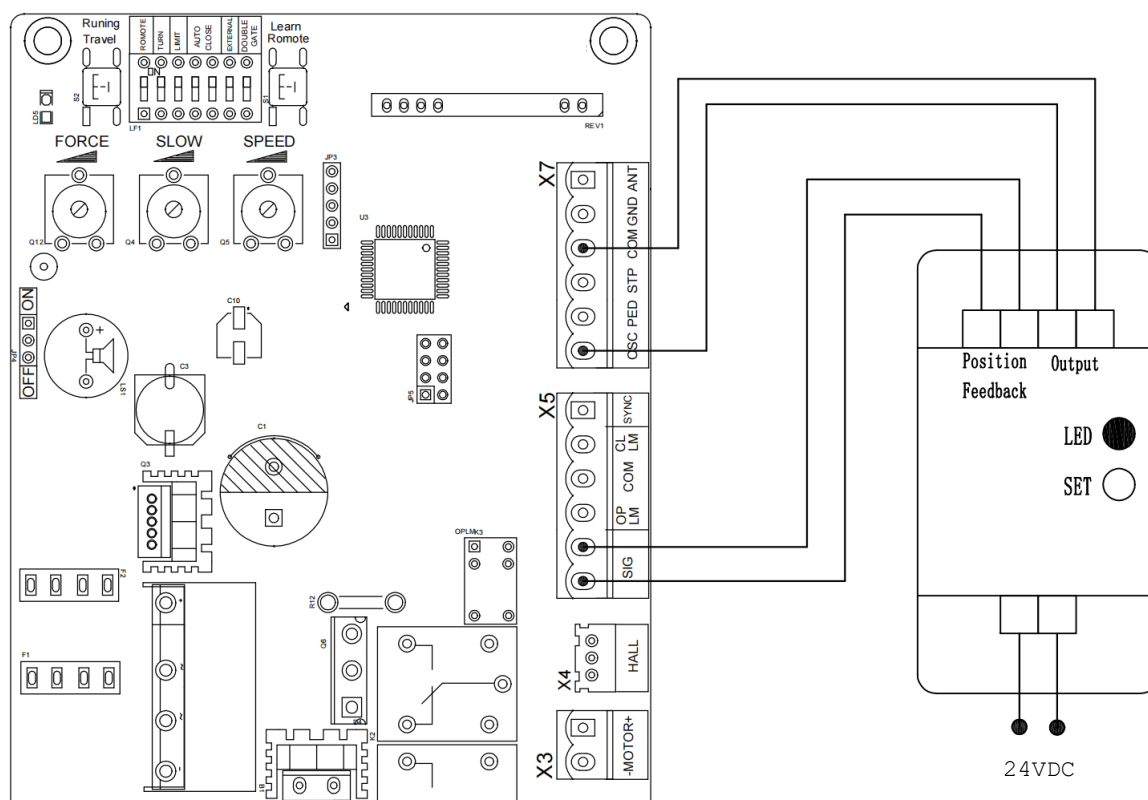 Runing
Travel
ROMOTE
TURN
LIMIT
AUTO
CLOSE
EXTERNAL
DOUBLE
GATE
Learn
Romote
ON
S2
S1
LD5
LF1
REV1
FORCE
SLOW
SPEED
JP3
Q12
Q4
Q5
U3
X7
ANT
GND
COM
STP
PED
OSC
ON
JP4
OFF
+
LS1
C10
C3
C1
JP5
X5
SYNC
CL
LM
COM
OP
LM
SIG
Position
Feedback
Output
LED
SET
Q3
OPLM
K3
F2
F1
R12
Q6
+
~
~
-
X4
HALL
K2
B1
X3
-MOTOR+
24VDC